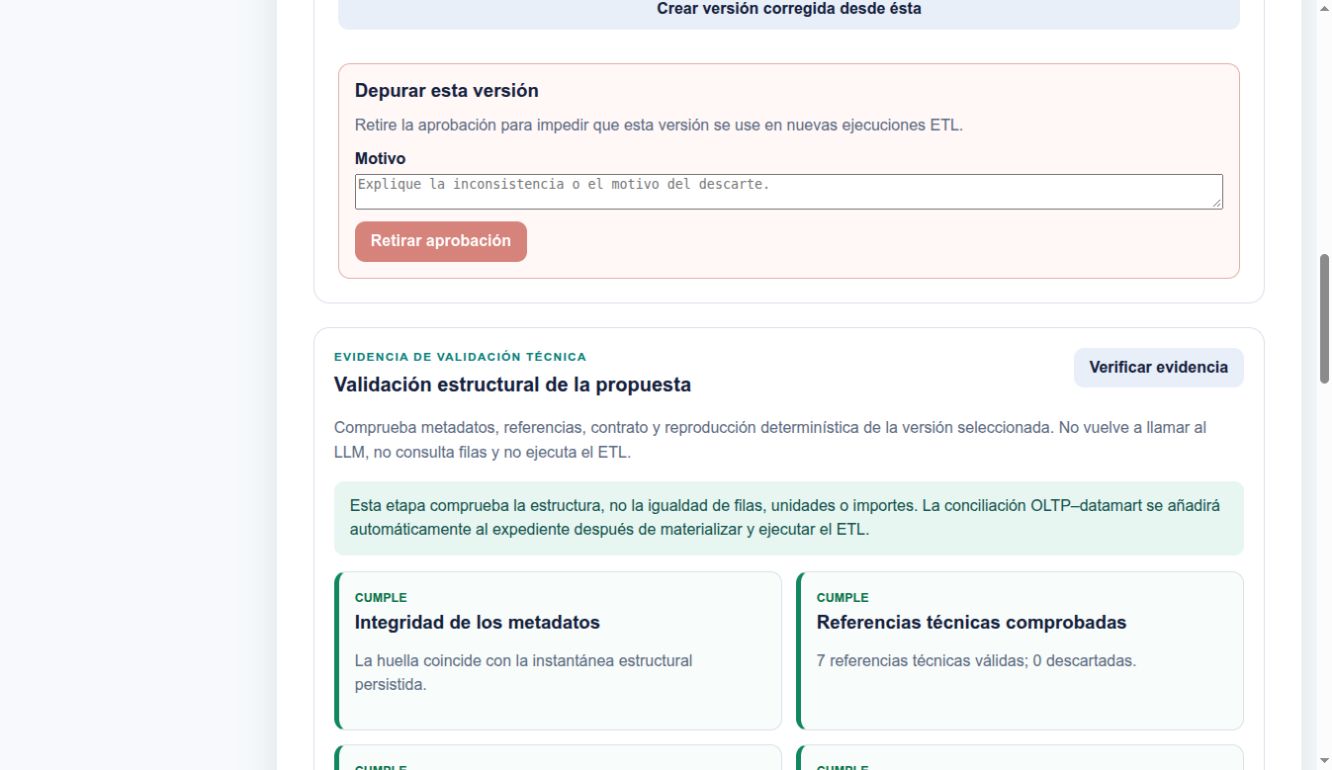 Crear versión corregida desde ésta
Depurar esta versión
Retire la aprobación para impedir que esta versión se use en nuevas ejecuciones ETL.
Motivo
Explique la inconsistencia o el motivo del descarte.
Retirar aprobación
EVIDENCIA DE VALIDACIÓN TÉCNICA
Validación estructural de la propuesta
Verificar evidencia
Comprueba metadatos, referencias, contrato y reproducción determinística de la versión seleccionada. No vuelve a llamar al
LLM, no consulta filas y no ejecuta el ETL.
Esta etapa comprueba la estructura, no la igualdad de filas, unidades o importes. La conciliación OLTP–datamart se añadirá
automáticamente al expediente después de materializar y ejecutar el ETL.
CUMPLE
Integridad de los metadatos
La huella coincide con la instantánea estructural
persistida.
CUMPLE
Referencias técnicas comprobadas
7 referencias técnicas válidas; 0 descartadas.
CUMPLE
CUMPLE